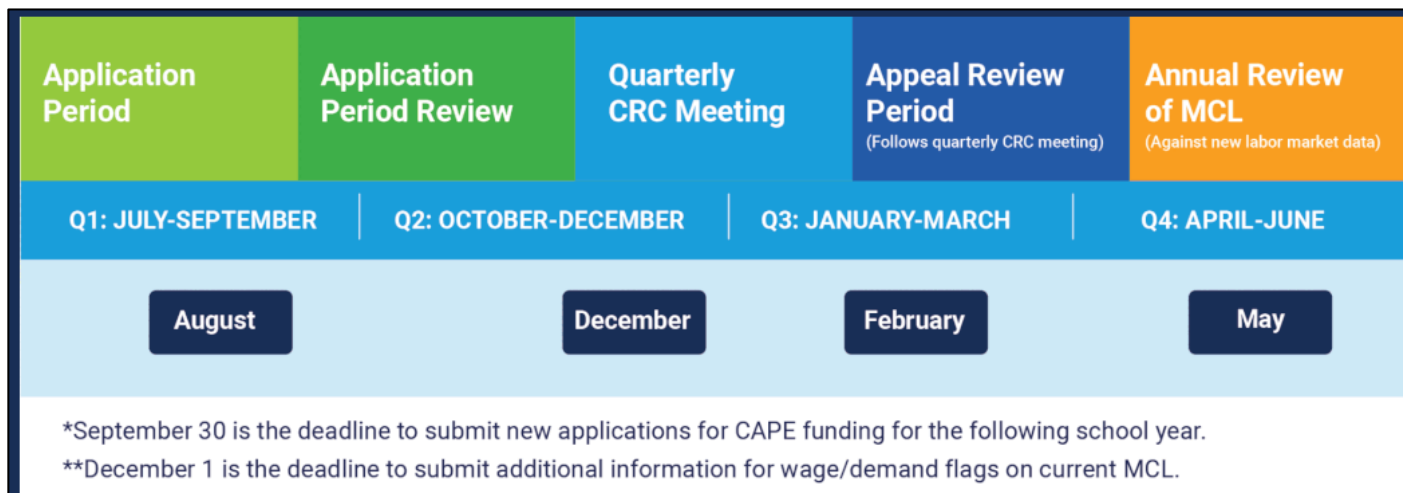 Application
Period
Application
Period Review
Quarterly
CRC Meeting
Appeal Review
Period
(Follows quarterly CRC meeting)
Annual Review
of MCL
(Against new labor market data)
Q1: JULY-SEPTEMBER
Q2: OCTOBER-DECEMBER
Q3: JANUARY-MARCH
Q4: APRIL-JUNE
August
December
February
May
*September 30 is the deadline to submit new applications for CAPE funding for the following school year.
**December 1 is the deadline to submit additional information for wage/demand flags on current MCL.